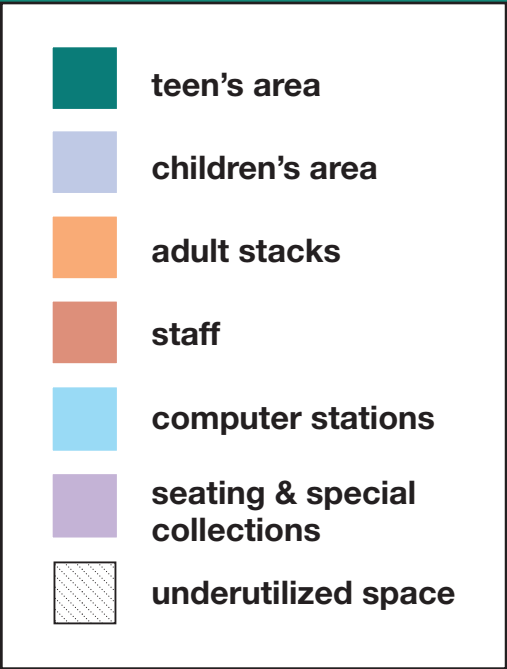 teen's area
children's area
adult stacks
staff
computer stations
seating & special
collections
underutilized space